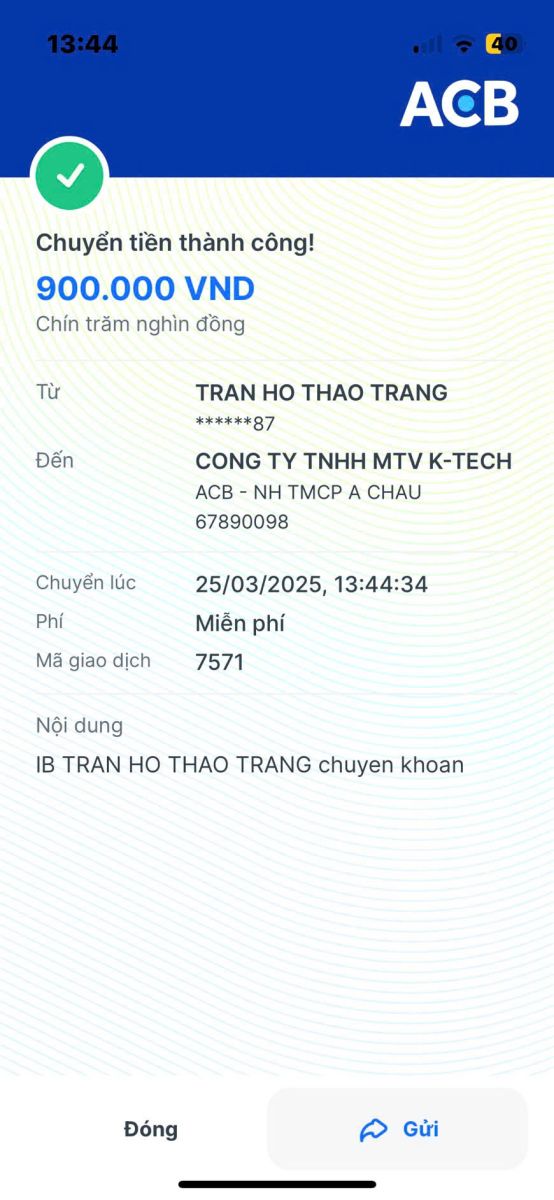 13:44
40
ACB
Chuyển tiền thành công!
900.000 VND
Chín trăm nghìn đồng
Từ
TRAN HO THAO TRANG
******87
Đến
CONG TY TNHH MTV K-TECH
ACB - NH TMCP A CHAU
67890098
Chuyển lúc
25/03/2025, 13:44:34
Phí
Miễn phí
Mã giao dịch
7571
Nội dung
IB TRAN HO THAO TRANG chuyen khoan
Đóng
Gửi